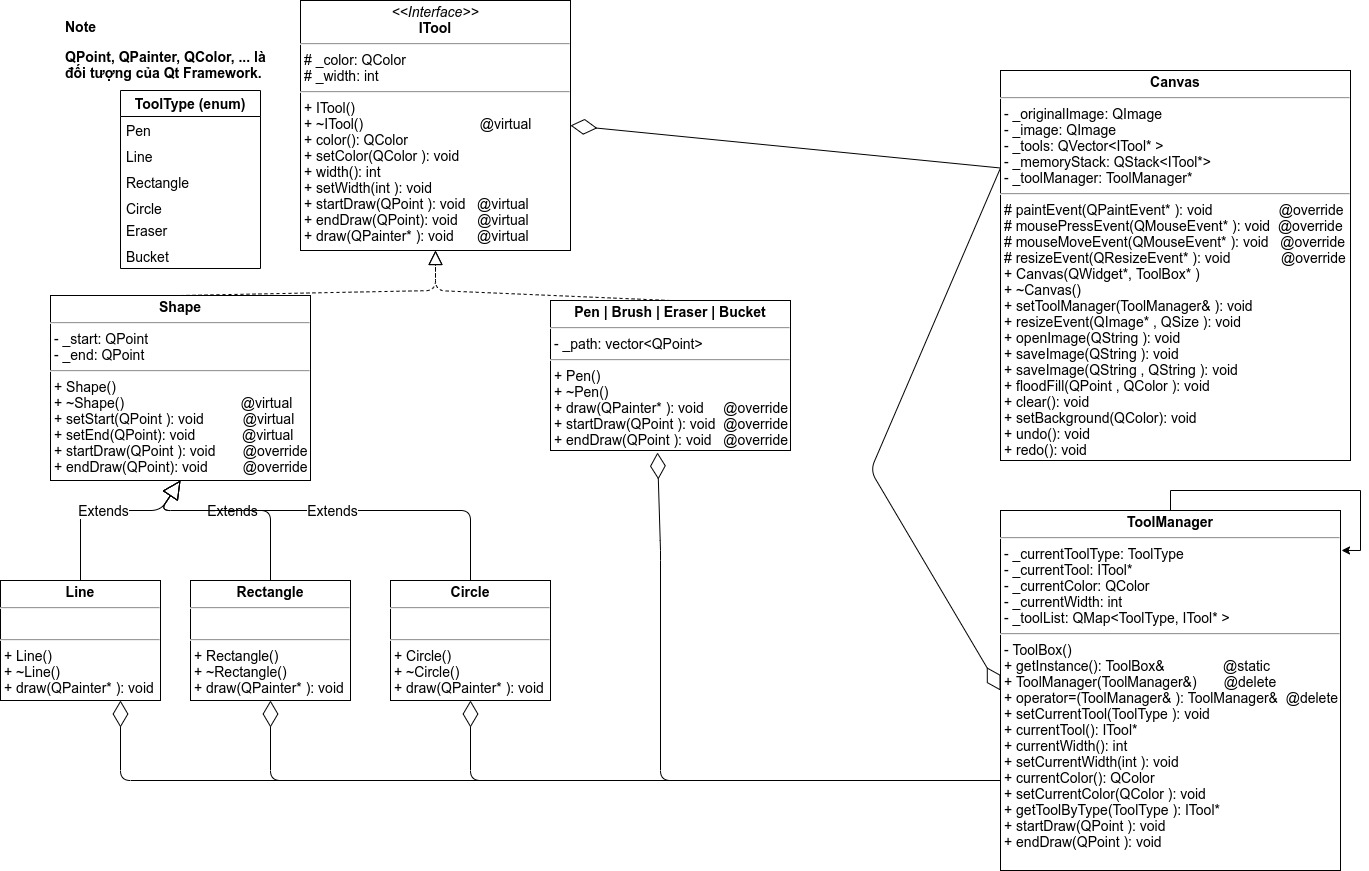 Note
QPoint, QPainter, QColor, ... là
đối tượng của Qt Framework.
ToolType (enum)
Pen
Line
Rectangle
Circle
Eraser
Bucket
<<Interface>>
ITool
# _color: QColor
# _width: int
+ ITool()
+ ~ITool() @virtual
+ color(): QColor
+ setColor(QColor ): void
+ width(): int
+ setWidth(int ): void
+ startDraw(QPoint ): void @virtual
+ endDraw(QPoint): void @virtual
+ draw(QPainter* ): void @virtual
Canvas
- _originalImage: QImage
- _image: QImage
- _tools: QVector<ITool* >
- _memoryStack: QStack<ITool*>
- _toolManager: ToolManager*
# paintEvent(QPaintEvent* ): void @override
# mousePressEvent(QMouseEvent* ): void @override
# mouseMoveEvent(QMouseEvent* ): void @override
# resizeEvent(QResizeEvent* ): void @override
+ Canvas(QWidget*, ToolBox* )
+ ~Canvas()
+ setToolManager(ToolManager& ): void
+ resizeEvent(QImage* , QSize ): void
+ openImage(QString ): void
+ saveImage(QString ): void
+ saveImage(QString , QString ): void
+ floodFill(QPoint , QColor ): void
+ clear(): void
+ setBackground(QColor): void
+ undo(): void
+ redo(): void
Shape
- _start: QPoint
- _end: QPoint
+ Shape()
+ ~Shape() @virtual
+ setStart(QPoint ): void @virtual
+ setEnd(QPoint): void @virtual
+ startDraw(QPoint ): void @override
+ endDraw(QPoint): void @override
Pen | Brush | Eraser | Bucket
- _path: vector<QPoint>
+ Pen()
+ ~Pen()
+ draw(QPainter* ): void @override
+ startDraw(QPoint ): void @override
+ endDraw(QPoint ): void @override
Extends
Extends
Extends
Line
+ Line()
+ ~Line()
+ draw(QPainter* ): void
Rectangle
+ Rectangle()
+ ~Rectangle()
+ draw(QPainter* ): void
Circle
+ Circle()
+ ~Circle()
+ draw(QPainter* ): void
ToolManager
- _currentToolType: ToolType
- _currentTool: ITool*
- _currentColor: QColor
- _currentWidth: int
- _toolList: QMap<ToolType, ITool* >
- ToolBox()
+ getInstance(): ToolBox& @static
+ ToolManager(ToolManager&) @delete
+ operator=(ToolManager& ): ToolManager& @delete
+ setCurrentTool(ToolType ): void
+ currentTool(): ITool*
+ currentWidth(): int
+ setCurrentWidth(int ): void
+ currentColor(): QColor
+ setCurrentColor(QColor ): void
+ getToolByType(ToolType ): ITool*
+ startDraw(QPoint ): void
+ endDraw(QPoint ): void